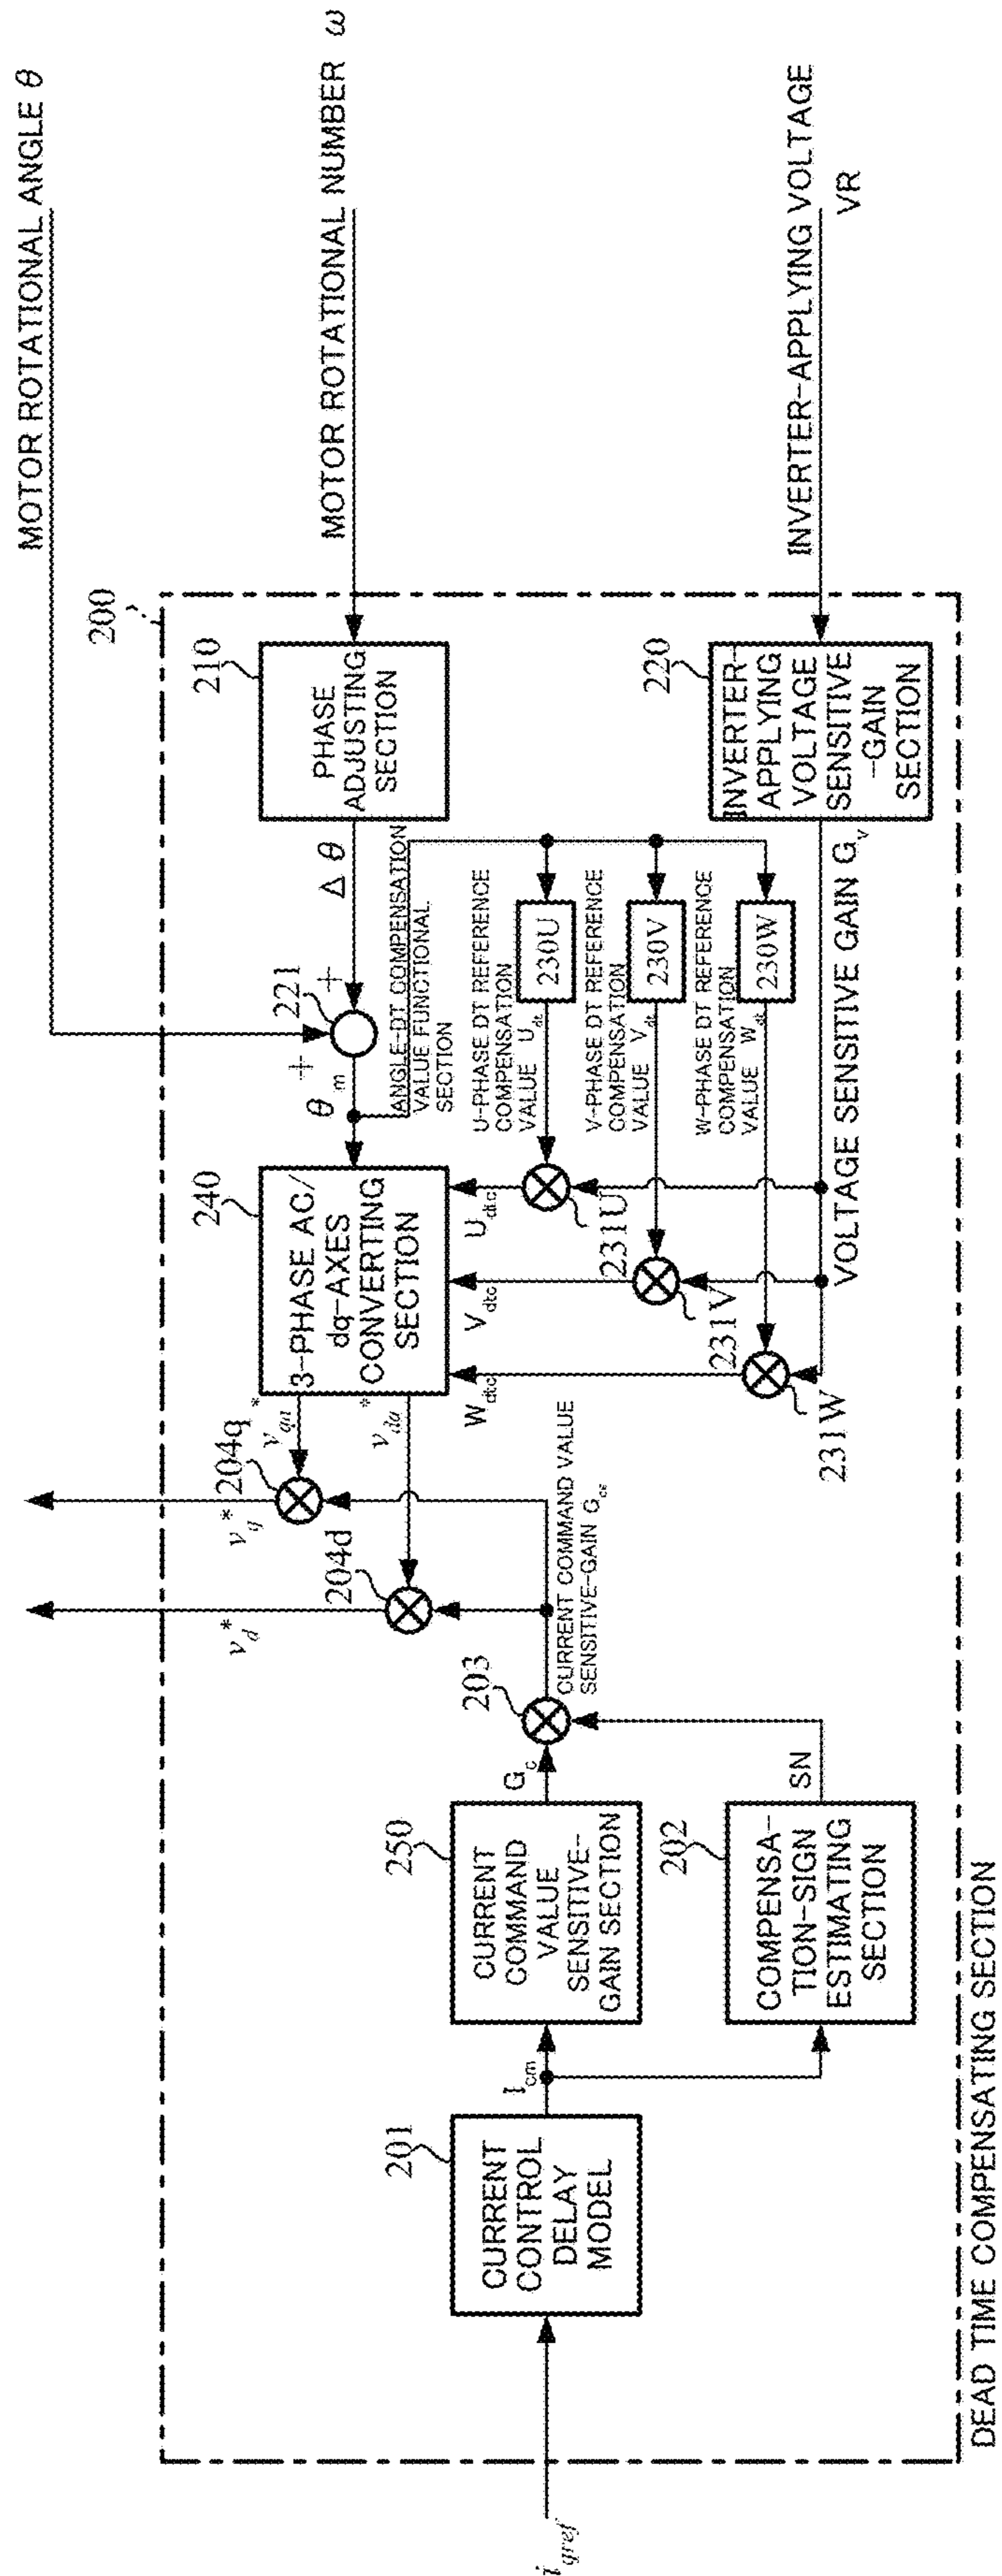 MOTOR ROTATIONAL ANGLE θ
MOTOR ROTATIONAL NUMBER ω
INVERTER-APPLYING VOLTAGE
VR
200
210
PHASE
ADJUSTING
SECTION
220
INVERTER-
APPLYING
VOLTAGE
SENSITIVE
-GAIN
SECTION
Δθ
+
+
221
θm
ANGLE-DT COMPENSATION
VALUE FUNCTIONAL
SECTION
U-PHASE DT REFERENCE
COMPENSATION
VALUE Udt
230U
V-PHASE DT REFERENCE
COMPENSATION
VALUE Vdt
230V
W-PHASE DT REFERENCE
COMPENSATION
VALUE Wdt
230W
VOLTAGE SENSITIVE GAIN Gv
240
3-PHASE AC/
dq-AXES
CONVERTING
SECTION
Udtc
231U
Vdtc
231V
Wdtc
231W
vqa*
vda*
204q
vq*
204d
vd*
CURRENT COMMAND VALUE
SENSITIVE-GAIN Gcs
203
Gc
SN
250
CURRENT
COMMAND
VALUE
SENSITIVE-
GAIN SECTION
202
COMPENSA-
TION-SIGN
ESTIMATING
SECTION
Icm
201
CURRENT
CONTROL
DELAY
MODEL
iqref
DEAD TIME COMPENSATING SECTION